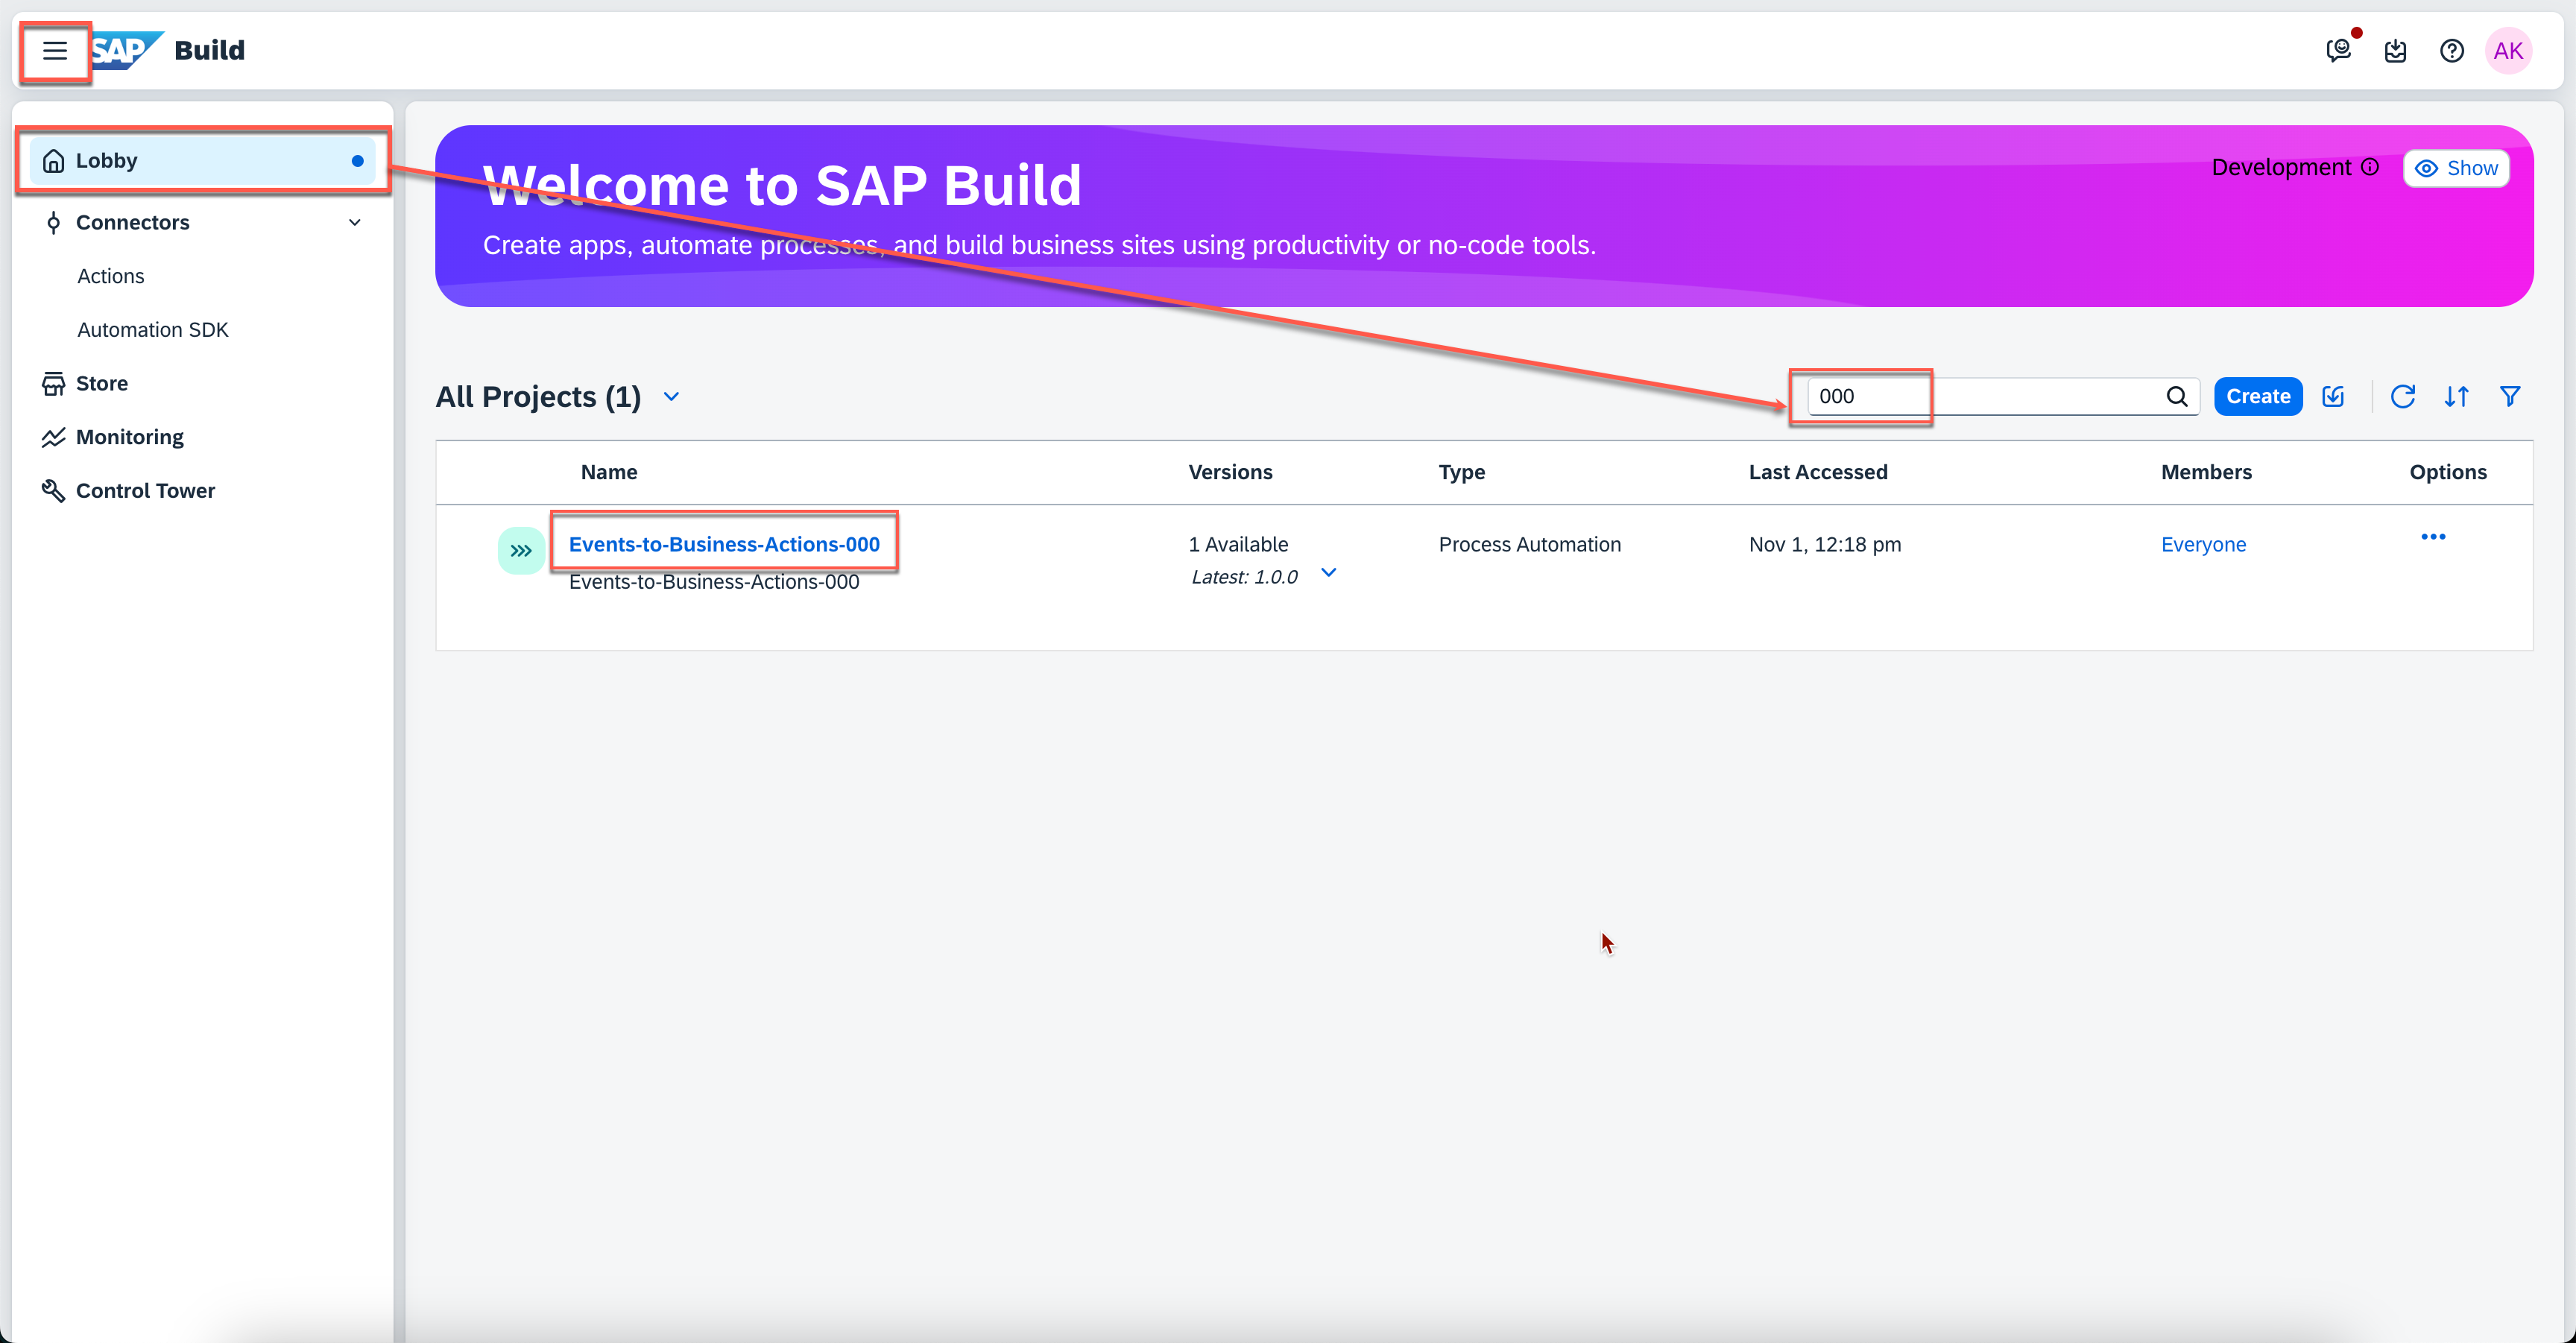 SAP Build
AK
Lobby
Connectors
Actions
Automation SDK
Store
Monitoring
Control Tower
Welcome to SAP Build
Development
Show
Create apps, automate processes, and build business sites using productivity or no-code tools.
All Projects (1)
000
Create
Name Versions Type Last Accessed Members Options
Events-to-Business-Actions-000 1 Available Process Automation Nov 1, 12:18 pm Everyone
Events-to-Business-Actions-000 Latest: 1.0.0